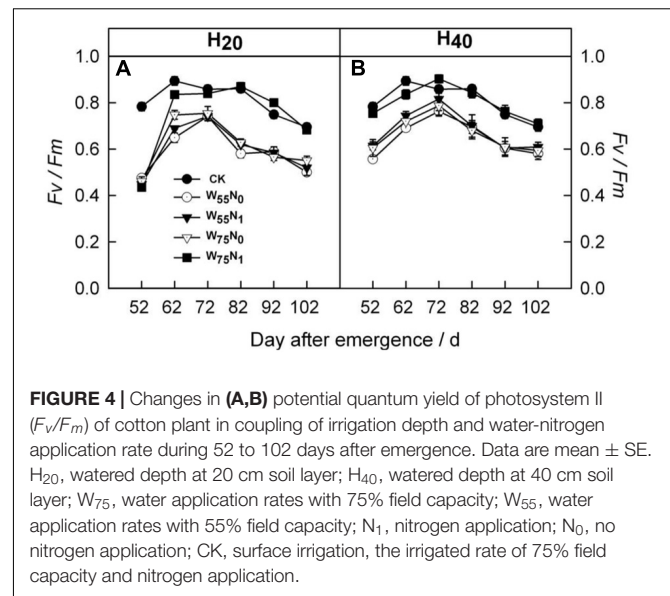 H20 H40
1.0 A B 1.0
0.8 0.8
0.6 0.6
0.4 0.4
0.2 0.2
0.0 0.0
Fv / Fm Fv / Fm
CK
W55N0
W55N1
W75N0
W75N1
52 62 72 82 92 102 52 62 72 82 92 102
Day after emergence / d
FIGURE 4 | Changes in (A,B) potential quantum yield of photosystem II
(Fv/Fm) of cotton plant in coupling of irrigation depth and water-nitrogen
application rate during 52 to 102 days after emergence. Data are mean ± SE.
H20, watered depth at 20 cm soil layer; H40, watered depth at 40 cm soil
layer; W75, water application rates with 75% field capacity; W55, water
application rates with 55% field capacity; N1, nitrogen application; N0, no
nitrogen application; CK, surface irrigation, the irrigated rate of 75% field
capacity and nitrogen application.